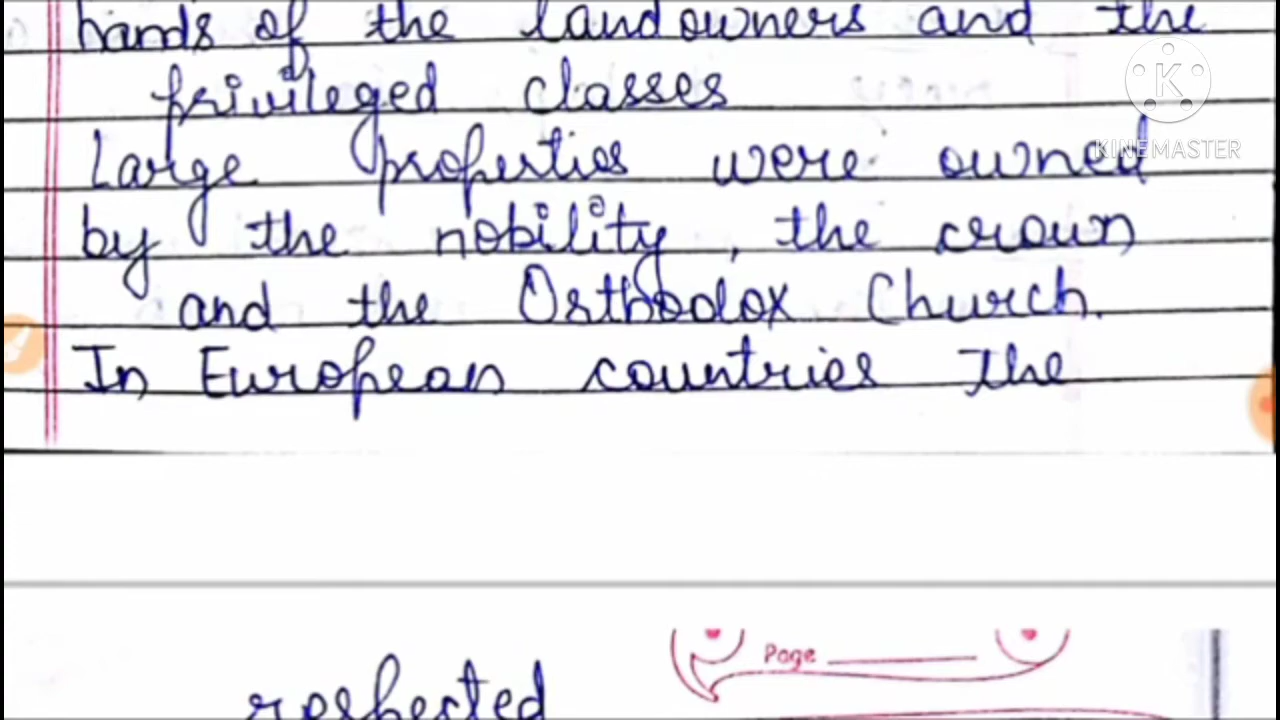 hands of the landowners and the
privileged classes
Large properties were owned
by the nobility, the crown
and the Orthodox Church.
In European countries the
respected
Page
K
KINEMASTER